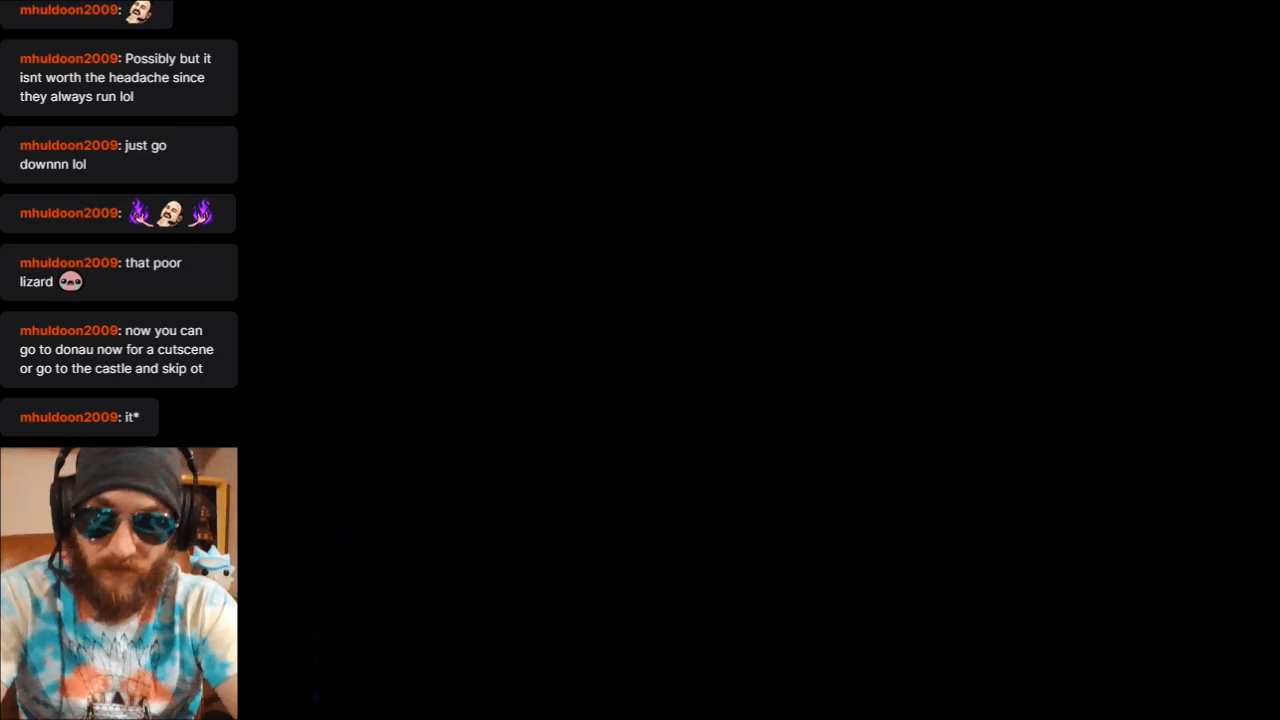 mhuldoon2009:
mhuldoon2009: Possibly but it
isnt worth the headache since
they always run lol
mhuldoon2009: just go
downnn lol
mhuldoon2009:
mhuldoon2009: that poor
lizard
mhuldoon2009: now you can
go to donau now for a cutscene
or go to the castle and skip ot
mhuldoon2009: it*